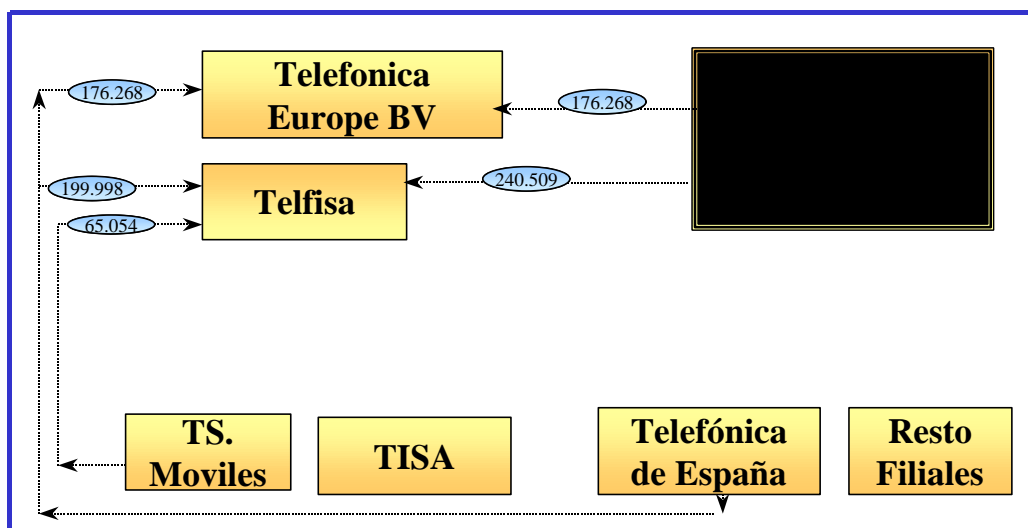 Telefonica
Europe BV
176.268
176.268
Telfisa
199.998
240.509
65.054
TS.
Moviles
TISA
Telefónica
de España
Resto
Filiales